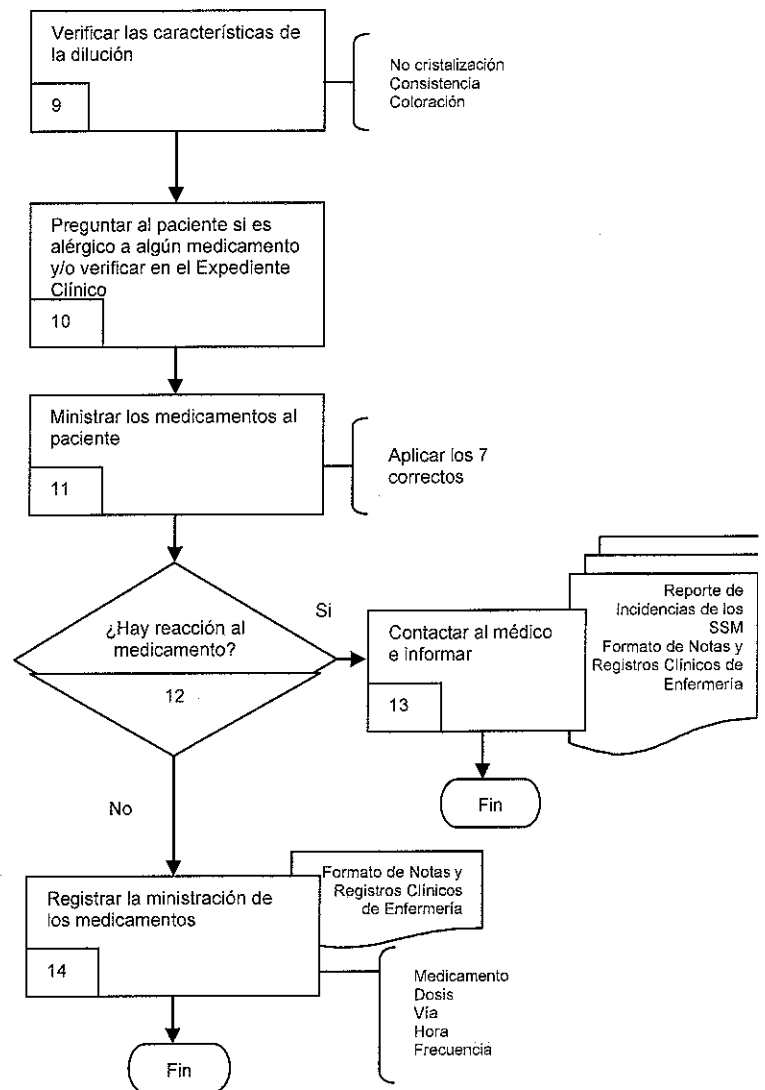 Verificar las características de
la dilución
9
No cristalización
Consistencia
Coloración
Preguntar al paciente si es
alérgico a algún medicamento
y/o verificar en el Expediente
Clínico
10
Ministrar los medicamentos al
paciente
11
Aplicar los 7
correctos
¿Hay reacción al
medicamento?
12
Si
Contactar al médico
e informar
13
Reporte de
Incidencias de los
SSM
Formato de Notas y
Registros Clínicos de
Enfermería
Fin
No
Registrar la ministración de
los medicamentos
14
Formato de Notas y
Registros Clínicos
de Enfermería
Medicamento
Dosis
Vía
Hora
Frecuencia
Fin